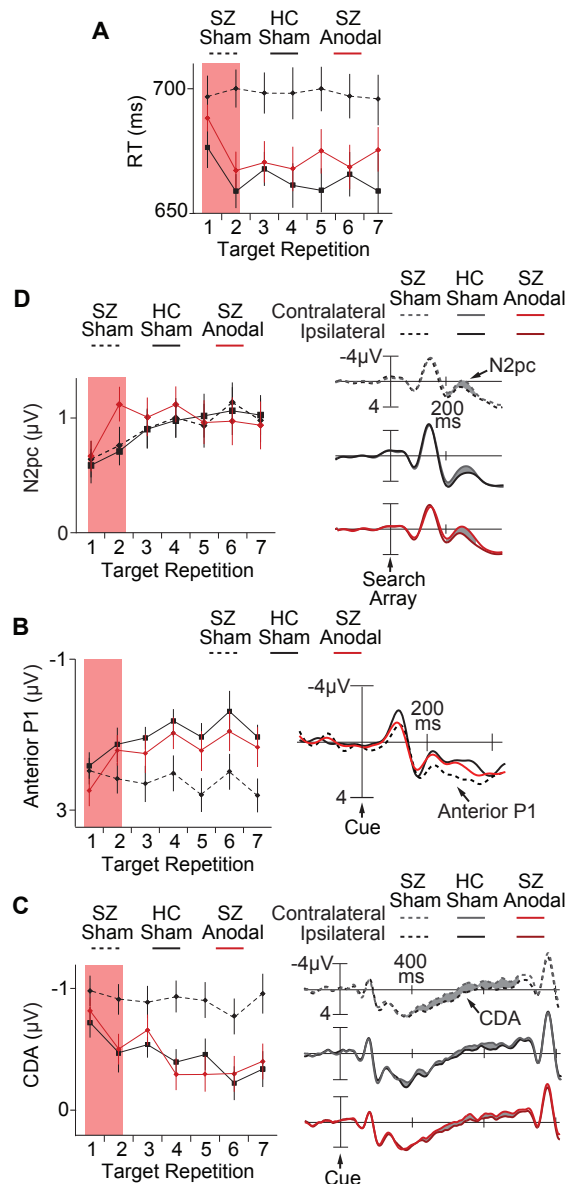 A
SZ HC SZ
Sham Sham Anodal
700
RT (ms)
650
1 2 3 4 5 6 7
Target Repetition
D
SZ HC SZ
Sham Sham Anodal
1
N2pc (µV)
0
1 2 3 4 5 6 7
Target Repetition
SZ HC SZ
Sham Sham Anodal
Contralateral
Ipsilateral
-4µV
N2pc
4
200
ms
Search
Array
B
SZ HC SZ
Sham Sham Anodal
-1
Anterior P1 (µV)
3
1 2 3 4 5 6 7
Target Repetition
-4µV
200
ms
4
Anterior P1
Cue
C
SZ HC SZ
Sham Sham Anodal
-1
CDA (µV)
0
1 2 3 4 5 6 7
Target Repetition
SZ HC SZ
Sham Sham Anodal
Contralateral
Ipsilateral
400
-4µV
ms
4
CDA
Cue